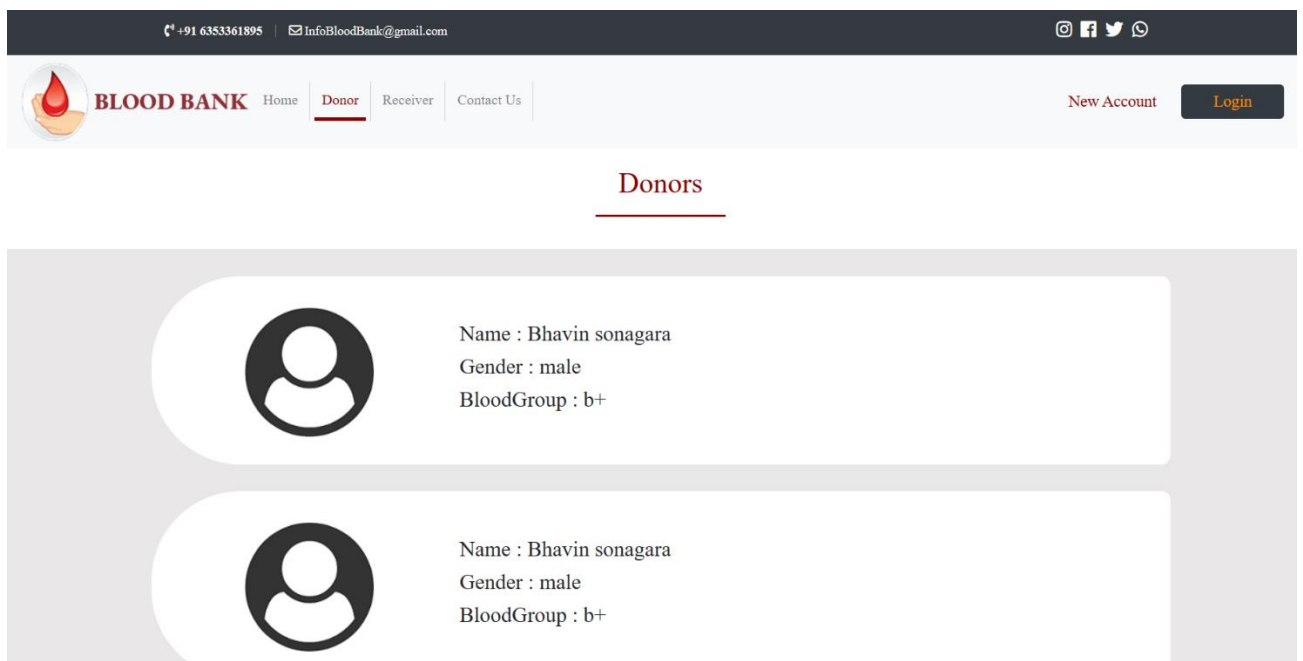 +91 6353361895 InfoBloodBank@gmail.com
BLOOD BANK Home Donor Receiver Contact Us New Account Login
Donors
Name : Bhavin sonagara
Gender : male
BloodGroup : b+
Name : Bhavin sonagara
Gender : male
BloodGroup : b+